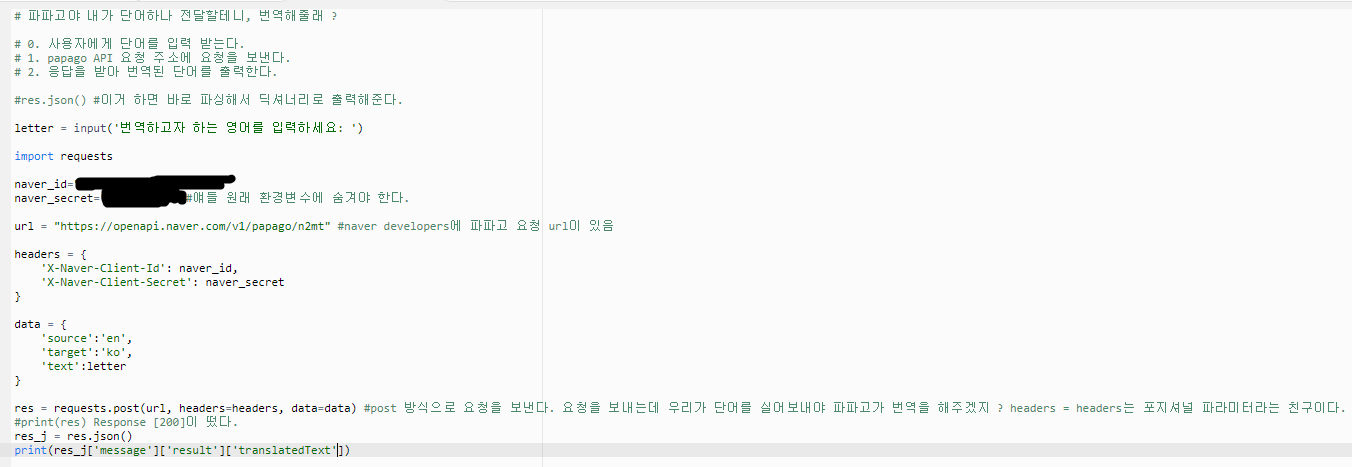 # 파파고야 내가 단어하나 전달할테니, 번역해줄래 ?
# 0. 사용자에게 단어를 입력 받는다.
# 1. papago API 요청 주소에 요청을 보낸다.
# 2. 응답을 받아 번역된 단어를 출력한다.
#res.json() #이거 하면 바로 파싱해서 딕셔너리로 출력해준다.
letter = input('번역하고자 하는 영어를 입력하세요: ')
import requests
naver_id=
naver_secret= #얘들 원래 환경변수에 숨겨야 한다.
url = "https://openapi.naver.com/v1/papago/n2mt" #naver developers에 파파고 요청 url이 있음
headers = {
    'X-Naver-Client-Id': naver_id,
    'X-Naver-Client-Secret': naver_secret
}
data = {
    'source':'en',
    'target':'ko',
    'text':letter
}
res = requests.post(url, headers=headers, data=data) #post 방식으로 요청을 보낸다. 요청을 보내는데 우리가 단어를 실어보내야 파파고가 번역을 해주겠지 ? headers = headers는 포지셔널 파라미터라는 친구이다.
#print(res) Response [200]이 떴다.
res_j = res.json()
print(res_j['message']['result']['translatedText'])